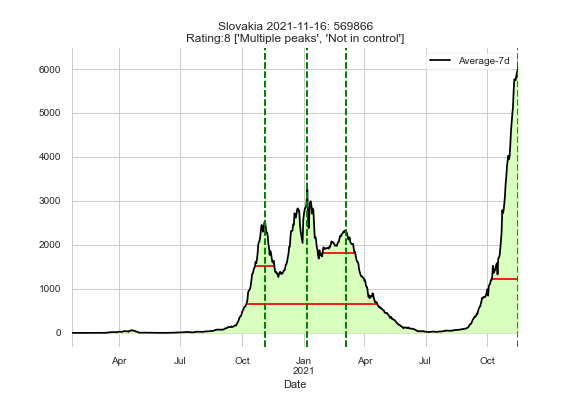 Slovakia 2021-11-16: 569866
Rating:8 ['Multiple peaks', 'Not in control']
Average-7d
6000
5000
4000
3000
2000
1000
0
Apr Jul Oct Jan Apr Jul Oct
2021
Date